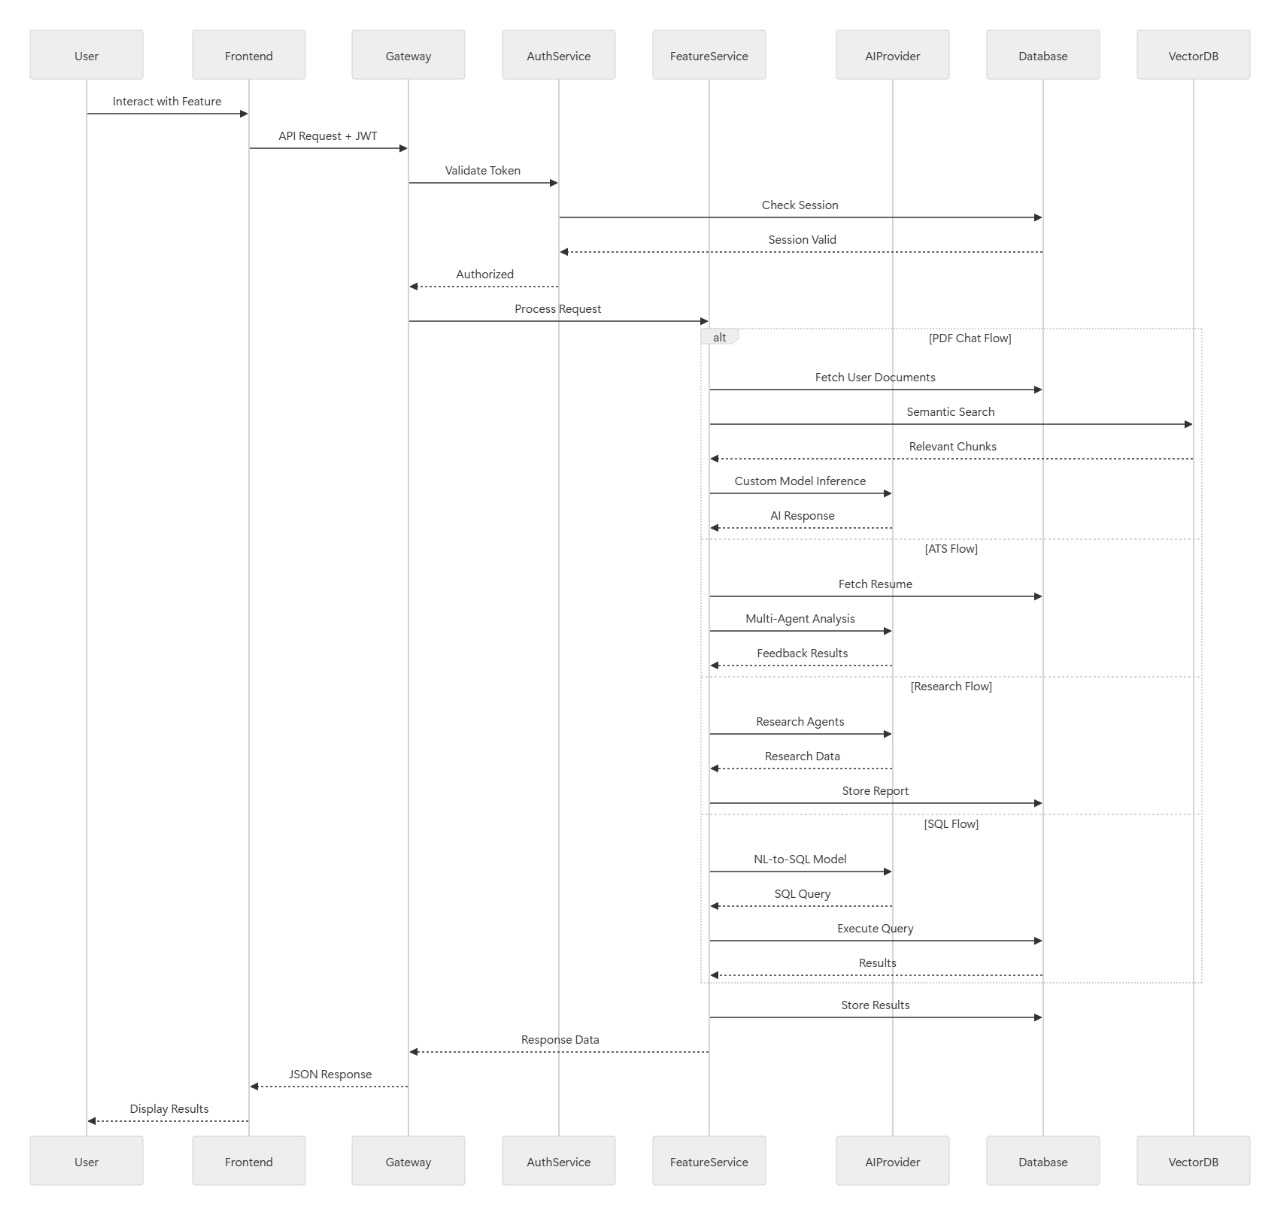 User
Frontend
Gateway
AuthService
FeatureService
AIProvider
Database
VectorDB
Interact with Feature
API Request + JWT
Validate Token
Check Session
Session Valid
Authorized
Process Request
alt
[PDF Chat Flow]
Fetch User Documents
Semantic Search
Relevant Chunks
Custom Model Inference
AI Response
[ATS Flow]
Fetch Resume
Multi-Agent Analysis
Feedback Results
[Research Flow]
Research Agents
Research Data
Store Report
[SQL Flow]
NL-to-SQL Model
SQL Query
Execute Query
Results
Store Results
Response Data
JSON Response
Display Results
User
Frontend
Gateway
AuthService
FeatureService
AIProvider
Database
VectorDB